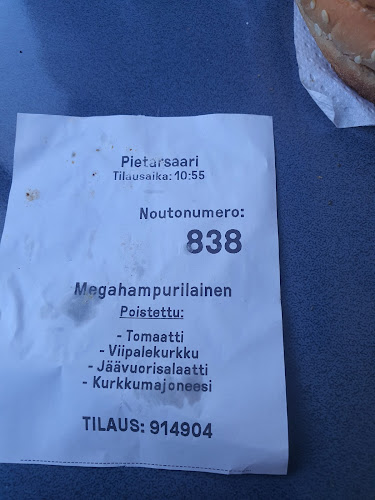 Pietarsaari
Tilausaika: 10:55
Noutonumero:
838
Megahampurilainen
Poistettu:
- Tomaatti
- Viipalekurkku
- Jäävuorisalaatti
- Kurkkumajoneesi
TILAUS: 914904